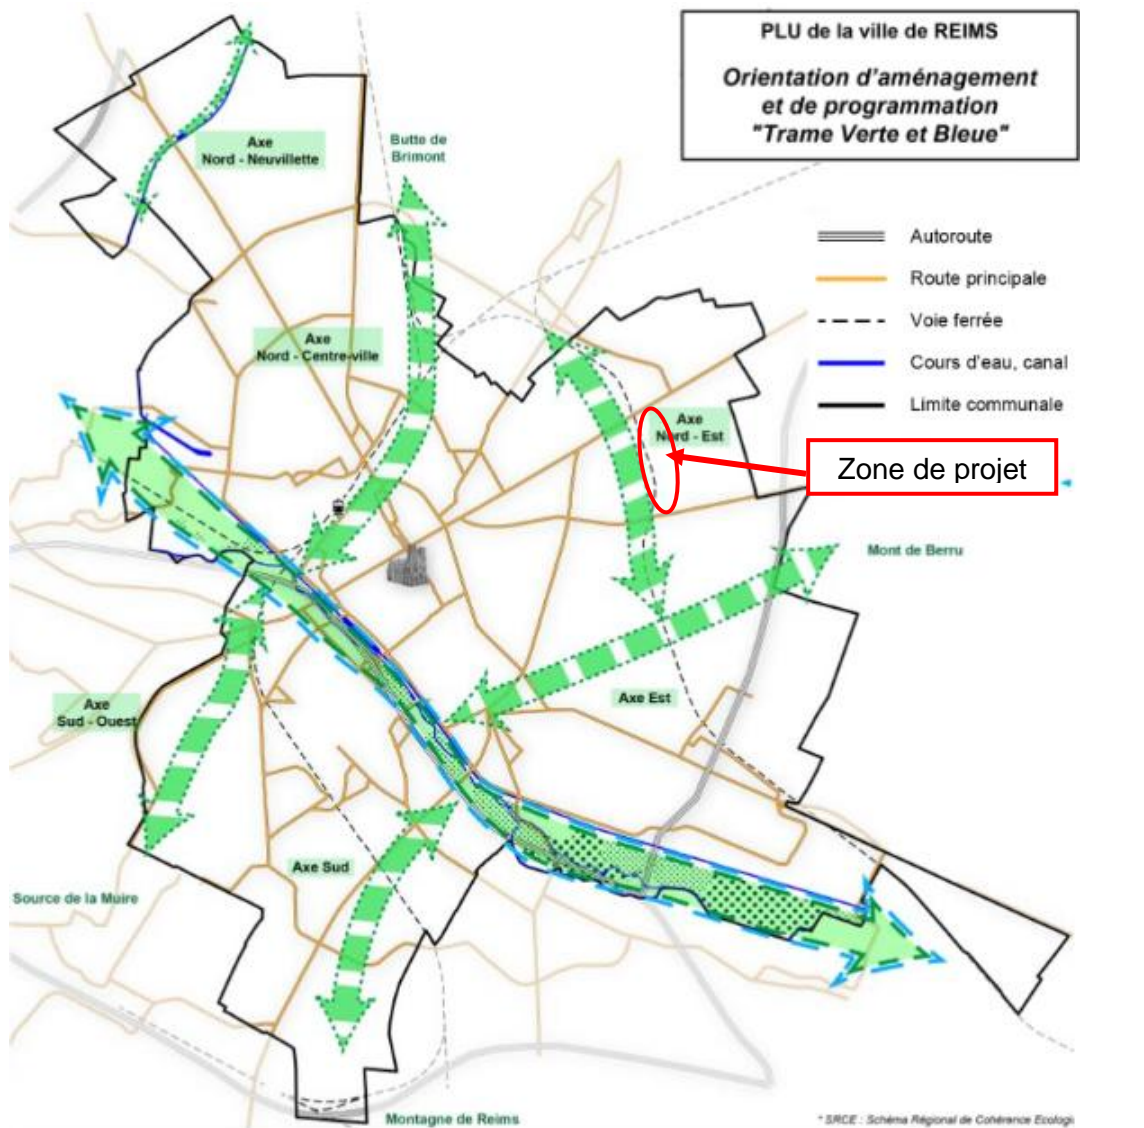 PLU de la ville de REIMS
Orientation d'aménagement
et de programmation
"Trame Verte et Bleue"
Axe
Nord - Neuvillette
Butte de
Brimont
Autoroute
Route principale
Voie ferrée
Cours d'eau, canal
Limite communale
Axe
Nord - Centre-ville
Axe
Nord - Est
Zone de projet
Mont de Berru
Axe
Sud - Ouest
Axe Est
Axe Sud
Source de la Muire
Montagne de Reims
* SRCE : Schéma Régional de Cohérence Ecologi